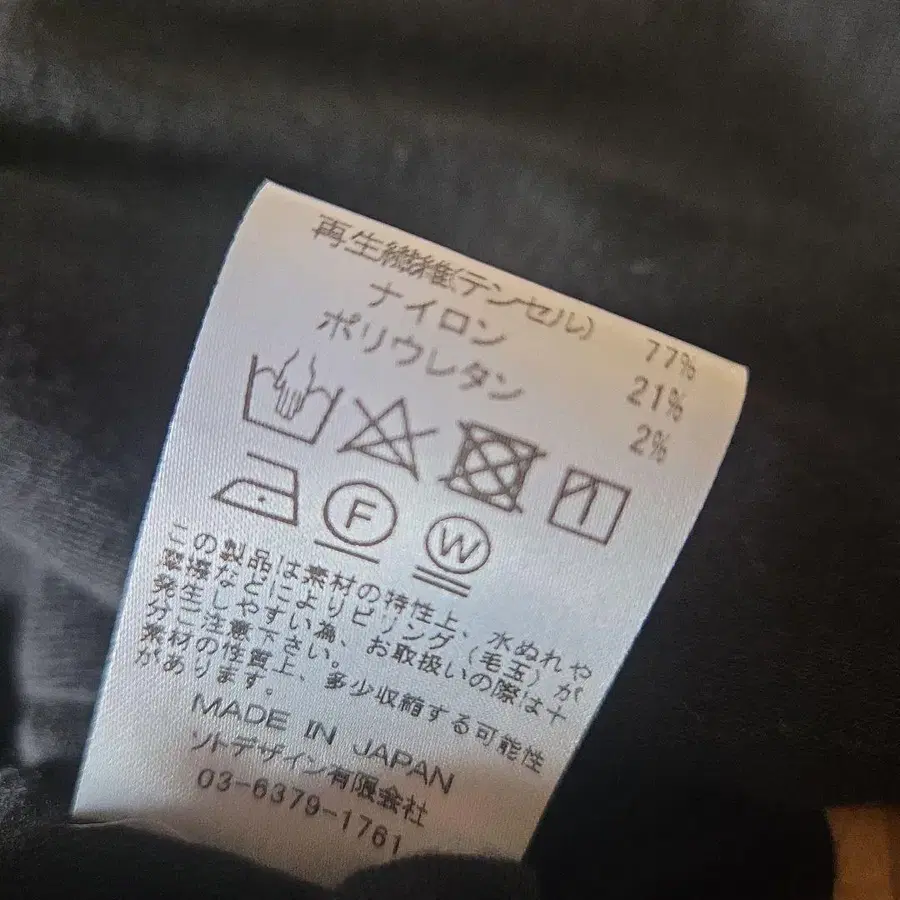 再生繊維(テンセル) 77%
ナイロン 21%
ポリウレタン 2%
F W
この製品は素材の特性上、水ぬれや
摩擦などによりピリング(毛玉)が
発生しやすい為、お取扱いの際は十
分ご注意下さい。
素材の性質上、多少収縮する可能性
があります。
MADE IN JAPAN
ソトデザイン有限会社
03-6379-1761